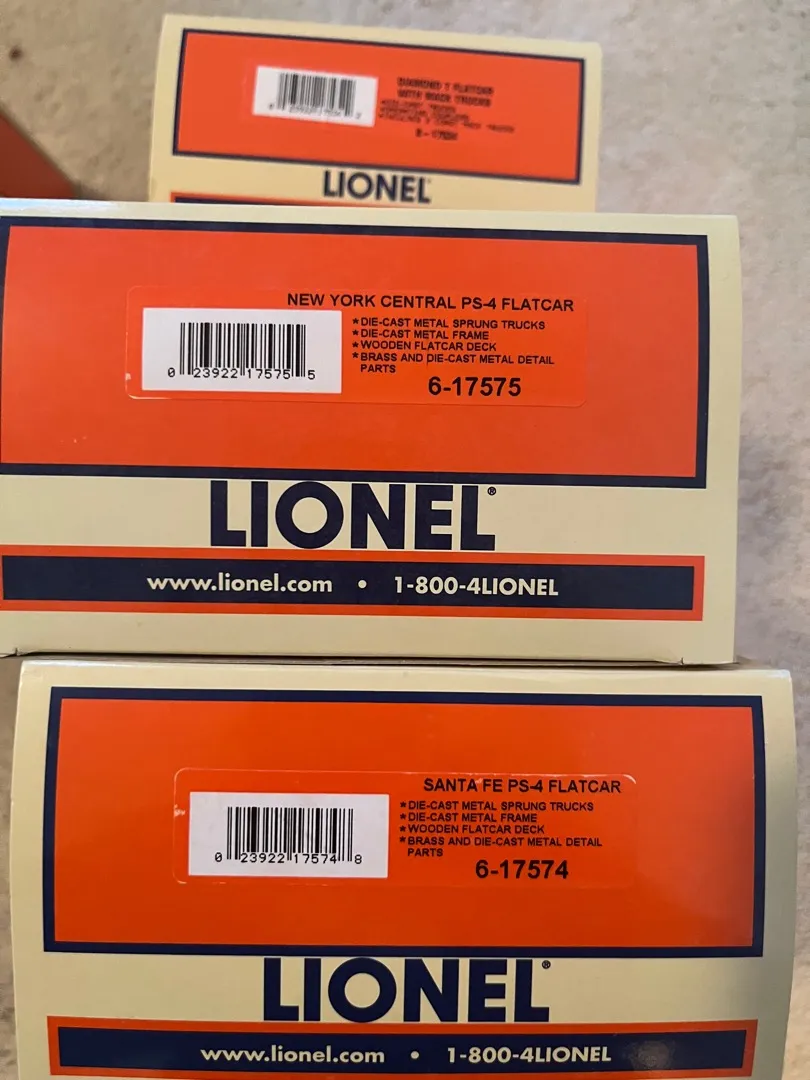 WITH
TRUCKS
LIONEL®
NEW YORK CENTRAL PS-4 FLATCAR
*DIE-CAST METAL SPRUNG TRUCKS
*DIE-CAST METAL FRAME
*WOODEN FLATCAR DECK
*BRASS AND DIE-CAST METAL DETAIL
PARTS
0 23922 17575 5
6-17575
LIONEL®
www.lionel.com • 1-800-4LIONEL
SANTA FE PS-4 FLATCAR
*DIE-CAST METAL SPRUNG TRUCKS
*DIE-CAST METAL FRAME
*WOODEN FLATCAR DECK
*BRASS AND DIE-CAST METAL DETAIL
PARTS
0 23922 17574 8
6-17574
LIONEL®
www.lionel.com • 1-800-4LIONEL